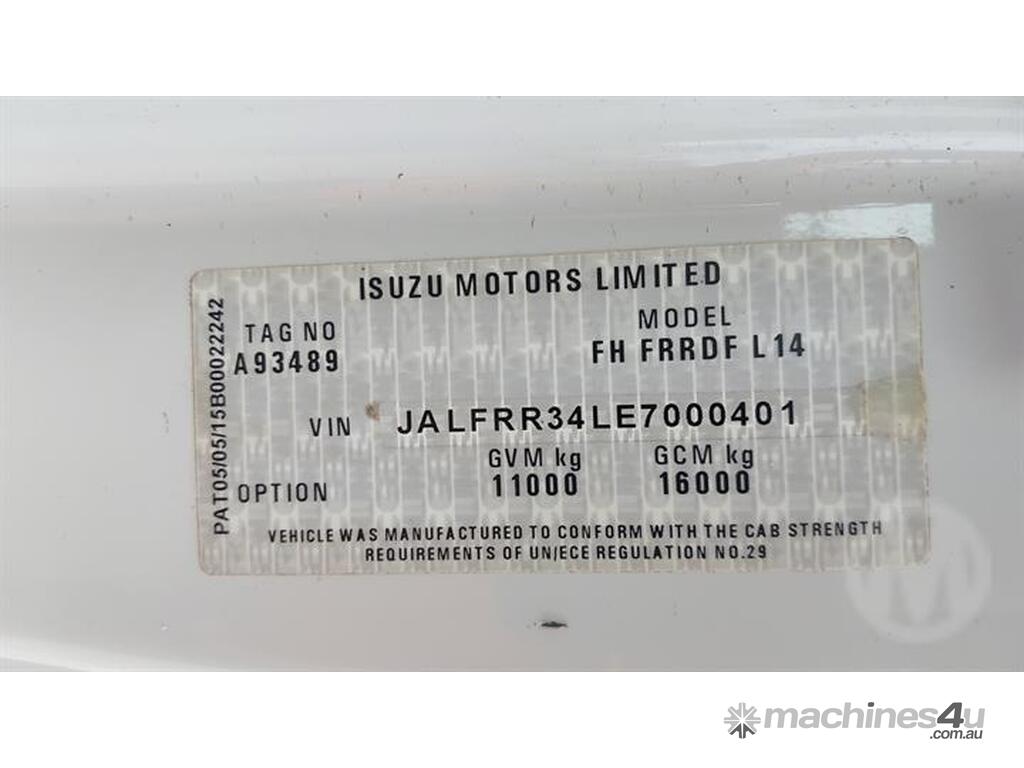 ISUZU MOTORS LIMITED
TAG NO
A93489
MODEL
FH FRRDF L14
VIN JALFRR34LE7000401
OPTION
GVM kg
11000
GCM kg
16000
VEHICLE WAS MANUFACTURED TO CONFORM WITH THE CAB STRENGTH
REQUIREMENTS OF UN/ECE REGULATION NO.29
PAT05/05/15B00022242
M
machines4u
.com.au